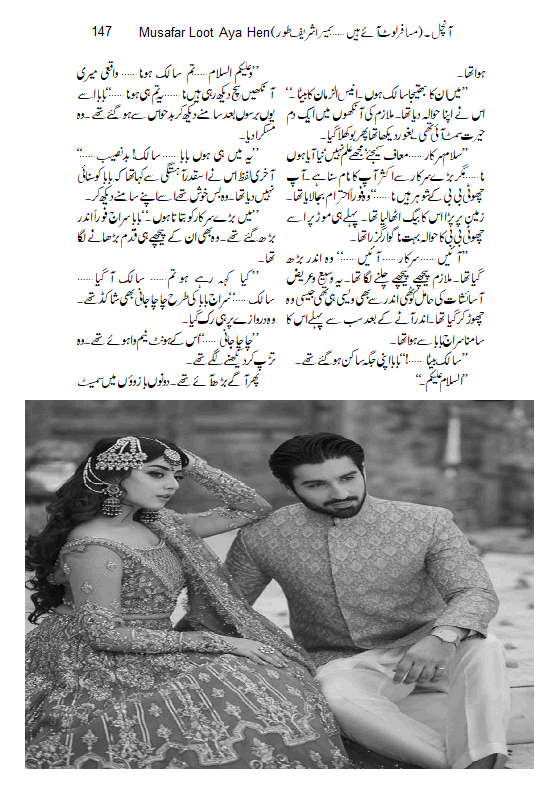 147 Musafar Loot Aya Hen(آنچل۔(مسافر لوٹ آئے ہیں.....سمیرا شریف طور
ہوا تھا۔
”میں ان کا بھتیجا سالک ہوں۔ انیس الزمان کا بیٹا۔“
اس نے اپنا حوالہ دیا تھا۔ ملازم کی آنکھوں میں ایک دم
حیرت سمٹ آئی تھی بغور دیکھا تھا پھر بوکھلا گیا۔
”سلام سرکار......معاف کیجئے‘ مجھے علم نہیں‘ نیا آیا ہوں
نا......مگر بڑے سرکار سے اکثر آپ کا نام سنا ہے۔ آپ
چھوٹی بی بی کے شوہر ہیں نا......“ وہ فوراً احترام بجا لایا تھا۔
زمین پر پڑا اس کا بیگ اٹھا لیا تھا۔ پہلے ہی موڑ پر اسے
چھوٹی بی بی کا حوالہ بہت ناگوار گزرا تھا۔
”آئیں ...... سرکار ...... آئیں ......“ وہ اندر بڑھ
گیا تھا۔ ملازم پیچھے پیچھے چلنے لگا تھا۔ یہ وسیع و عریض
آسائشات کی حامل کوٹھی اندر سے بھی ویسی ہی تھی جیسی وہ
چھوڑ کر گیا تھا۔ اندر آنے کے بعد سب سے پہلے اس کا
سامنا سراج بابا سے ہوا تھا۔
”سالک بیٹا ......!“ بابا اپنی جگہ ساکن ہو گئے تھے۔
”السلام علیکم۔“
”وعلیکم السلام ......تم سالک ہونا ...... واقعی میری
آنکھیں سچ دیکھ رہی ہیں نا ......یہ تم ہی ہونا ......“ بابا اسے
یوں برسوں بعد سامنے دیکھ کر بدحواس سے ہو گئے تھے۔ وہ
مسکرا دیا۔
”یہ میں ہی ہوں بابا ...... سالک! بدنصیب ......“
آخری لفظ اس نے اس قدر آہستگی سے کہا تھا کہ بابا کو سنائی
نہیں دیا تھا۔ وہ بس خوش تھے اسے اپنے سامنے دیکھ کر۔
”میں بڑے سرکار کو بتاتا ہوں۔“ بابا سراج فوراً اندر
بڑھ گئے تھے۔ وہ بھی ان کے پیچھے ہی قدم بڑھانے لگا
تھا۔
”کیا کہہ رہے ہو تم ...... سالک آ گیا ......
سالک......“ سراج بابا کی طرح چاچا جانی بھی شاکڈ تھے۔
وہ دروازے پر ہی رک گیا۔
”چاچا جانی ......“ اس کے ہونٹ نیم وا ہوئے تھے۔ وہ
تڑپ کر دیکھنے لگے تھے۔
پھر آگے بڑھ آئے تھے۔ دونوں بازوؤں میں سمیٹ